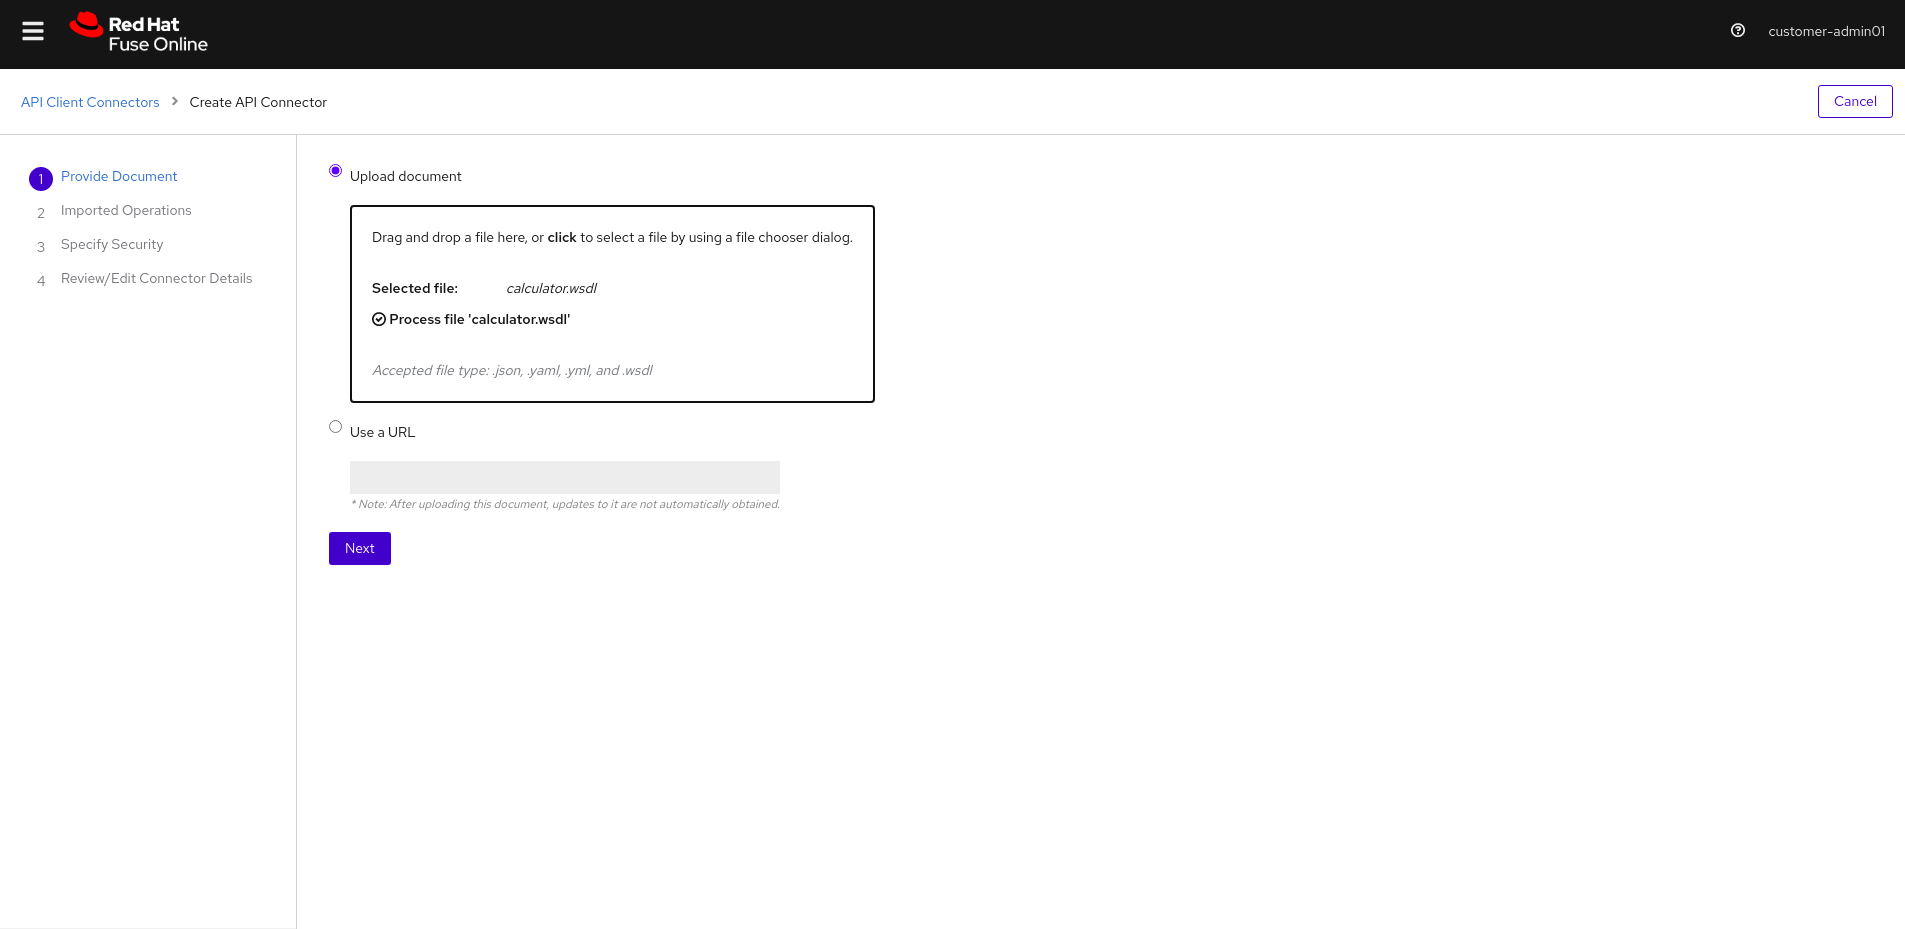 Red Hat
Fuse Online
customer-admin01
API Client Connectors > Create API Connector
Cancel
1 Provide Document
2 Imported Operations
3 Specify Security
4 Review/Edit Connector Details
Upload document
Drag and drop a file here, or click to select a file by using a file chooser dialog.
Selected file: calculator.wsdl
Process file 'calculator.wsdl'
Accepted file type: .json, .yaml, .yml, and .wsdl
Use a URL
* Note: After uploading this document, updates to it are not automatically obtained.
Next